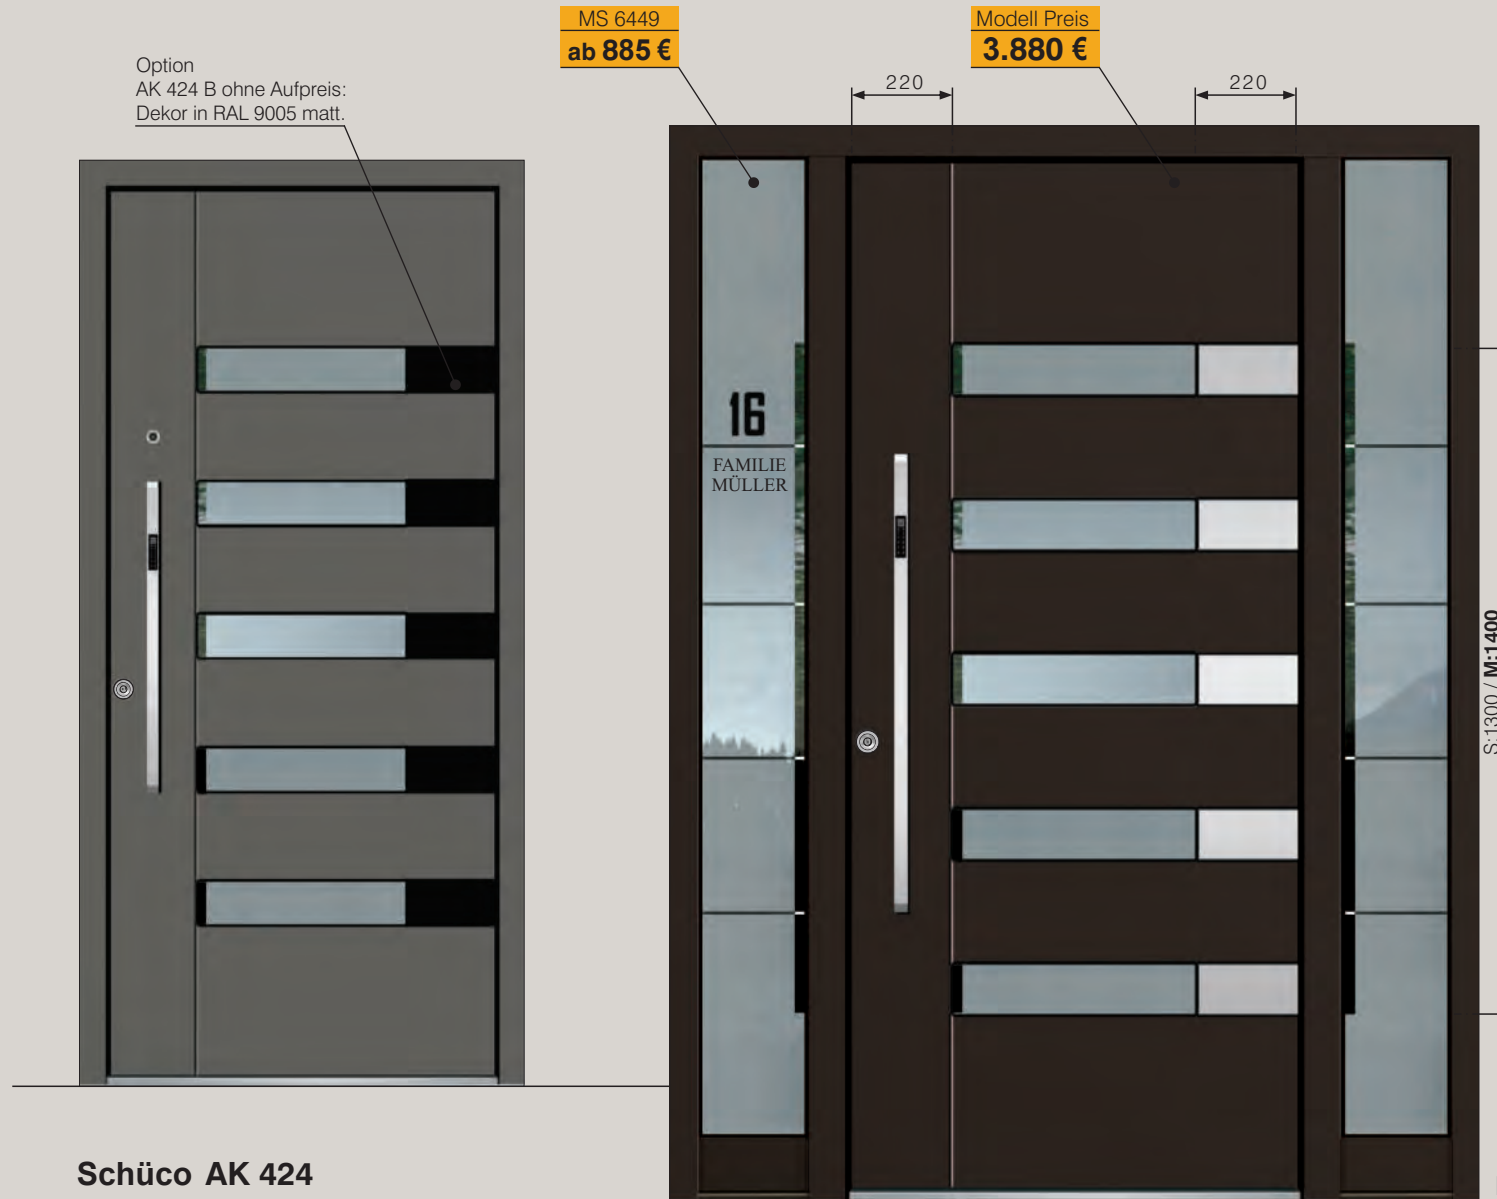 MS 6449
ab 885 €
Modell Preis
3.880 €
Option
AK 424 B ohne Aufpreis:
Dekor in RAL 9005 matt.
220
220
16
FAMILIE
MÜLLER
S:1300 / M:1400
Schüco AK 424